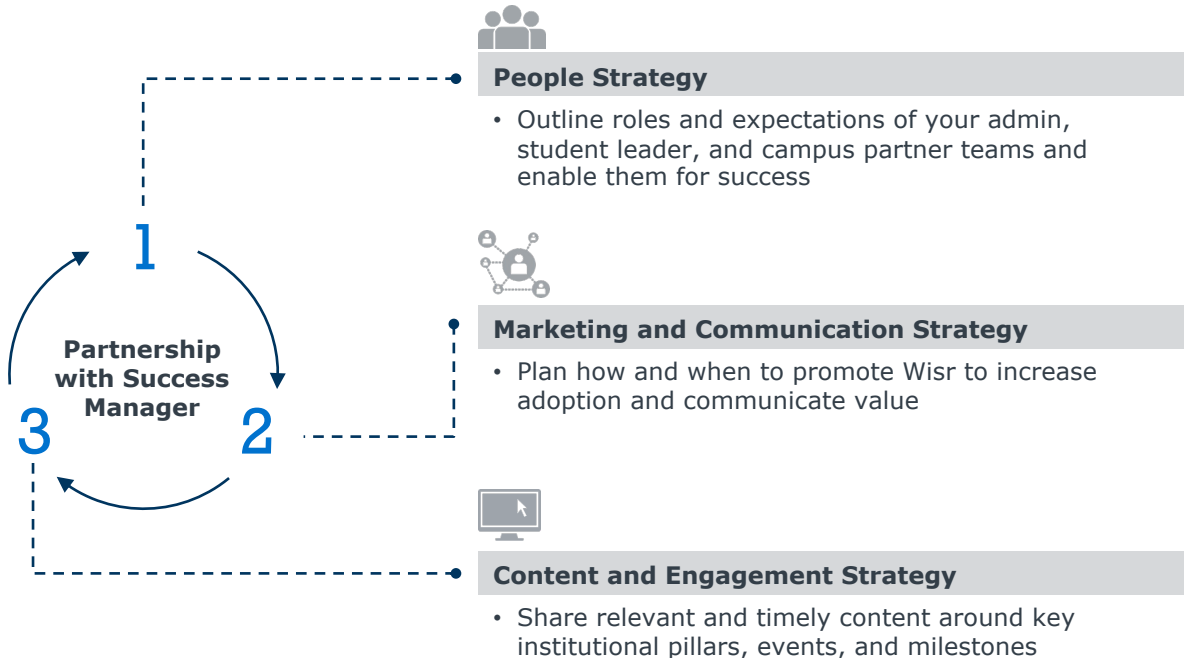 People Strategy
• Outline roles and expectations of your admin,
student leader, and campus partner teams and
enable them for success
1
Partnership
with Success
Manager
3
2
Marketing and Communication Strategy
• Plan how and when to promote Wisr to increase
adoption and communicate value
Content and Engagement Strategy
• Share relevant and timely content around key
institutional pillars, events, and milestones